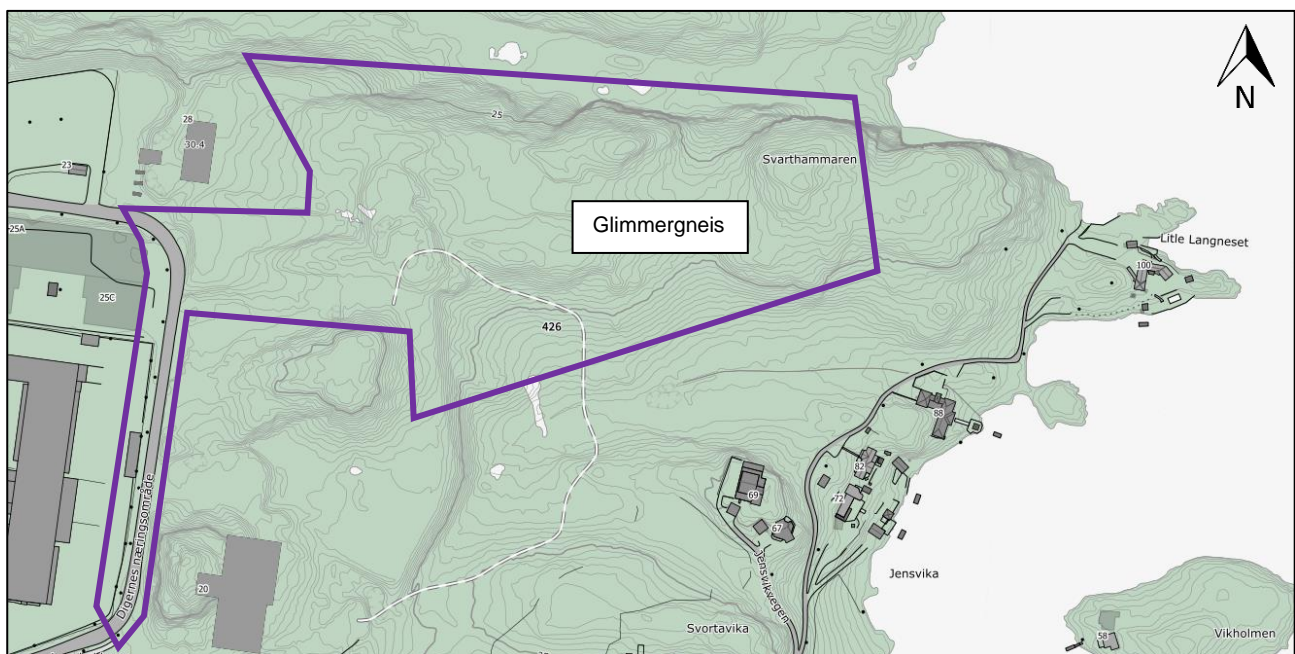 N
25
28
30.4
Svarthammaren
23
Glimmergneis
25A
Litle Langneset
100
25C
426
88
82
69
72
67
Digernes næringsområde
Jensvikvegen
20
Jensvika
Svortavika
58
Vikholmen